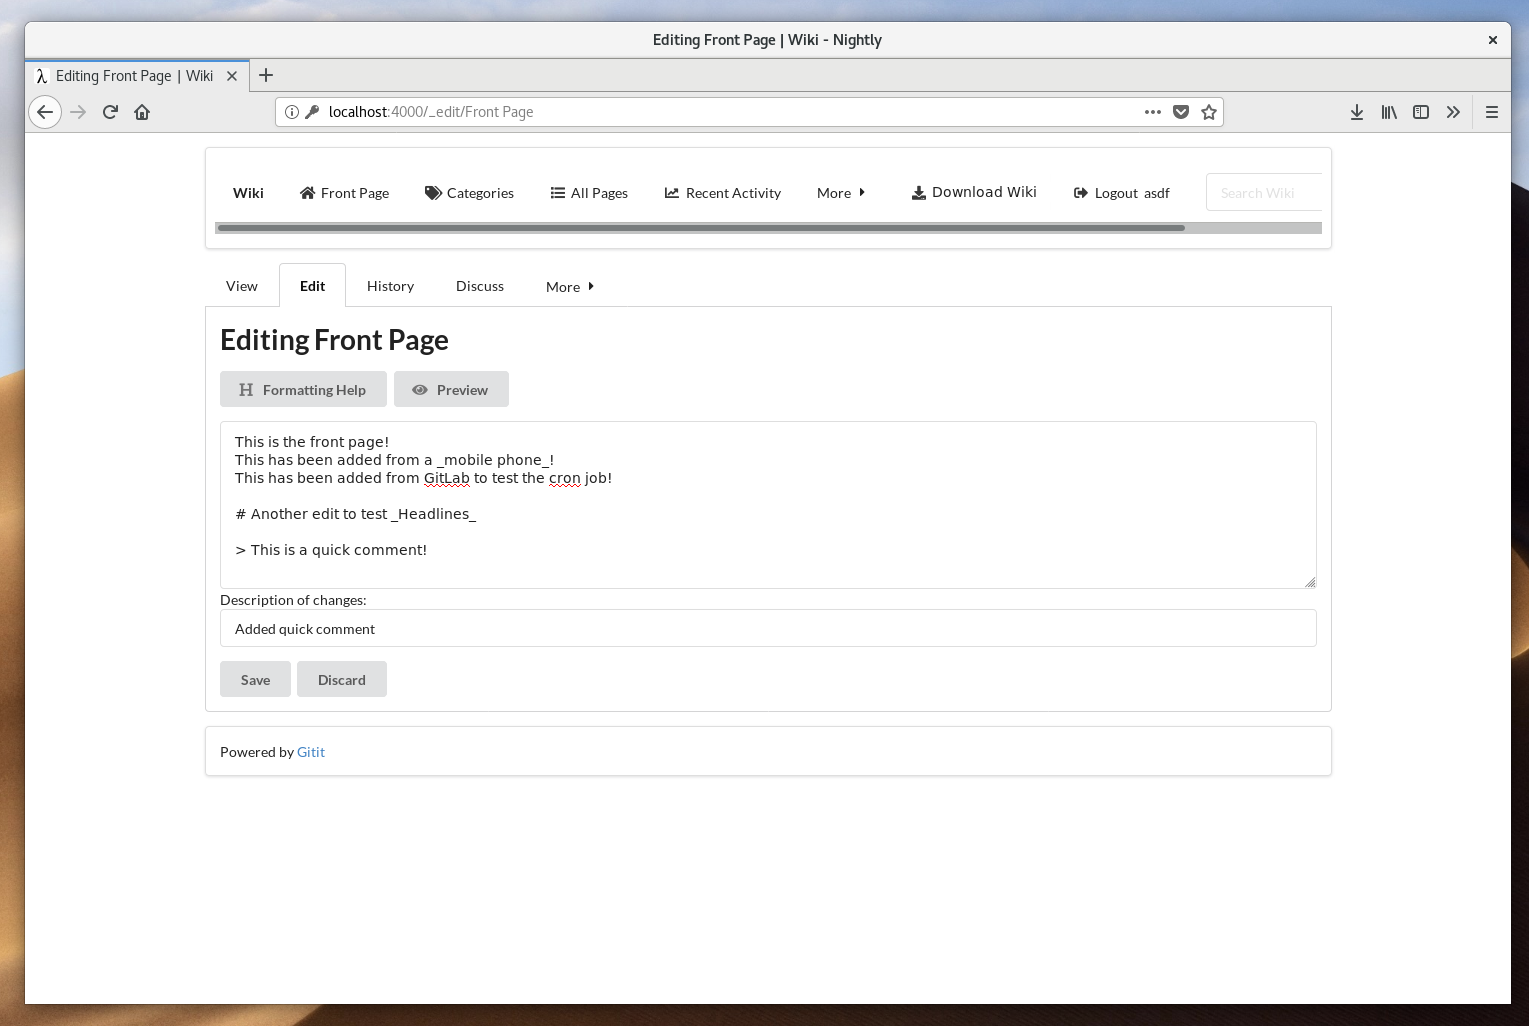 Editing Front Page | Wiki - Nightly
λ Editing Front Page | Wiki
localhost:4000/_edit/Front Page
Wiki Front Page Categories All Pages Recent Activity More Download Wiki Logout asdf Search Wiki
View Edit History Discuss More
Editing Front Page
Formatting Help Preview
This is the front page!
This has been added from a _mobile phone_!
This has been added from GitLab to test the cron job!
# Another edit to test _Headlines_
> This is a quick comment!
Description of changes:
Added quick comment
Save Discard
Powered by Gitit